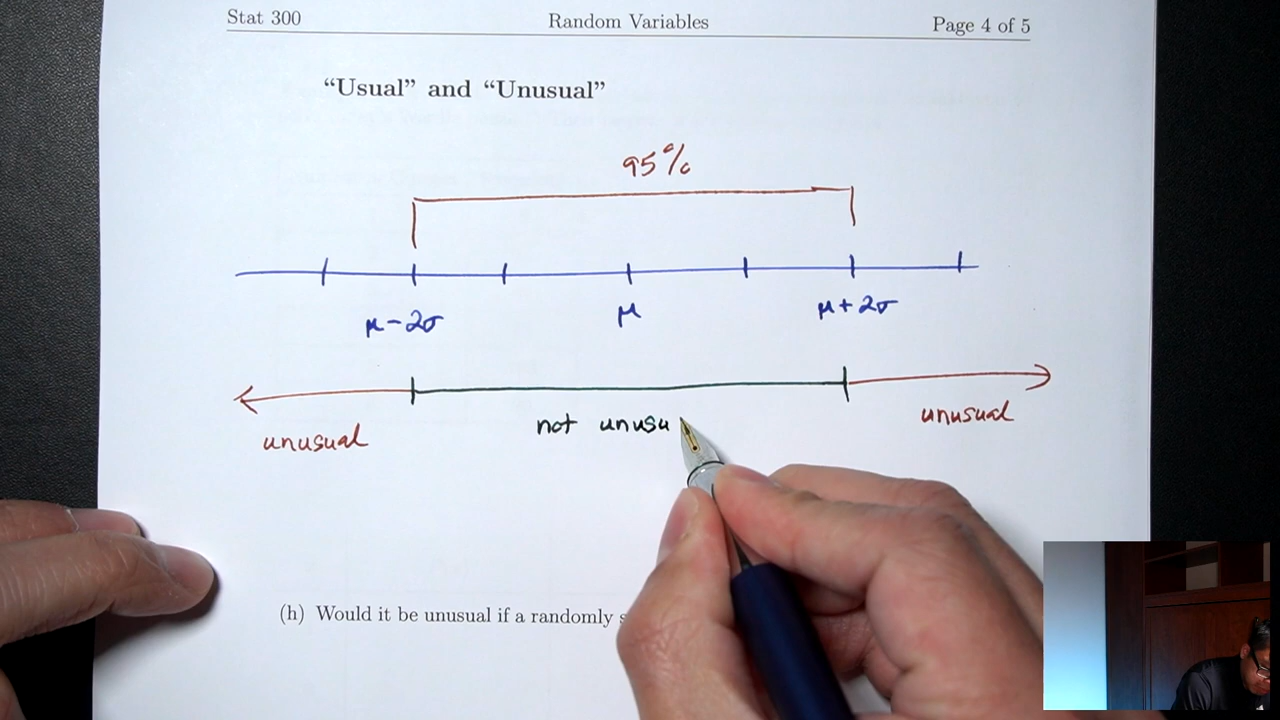 Stat 300 Random Variables Page 4 of 5
“Usual” and “Unusual”
95%
μ-2σ μ μ+2σ
unusual not unusu unusual
(h) Would it be unusual if a randomly